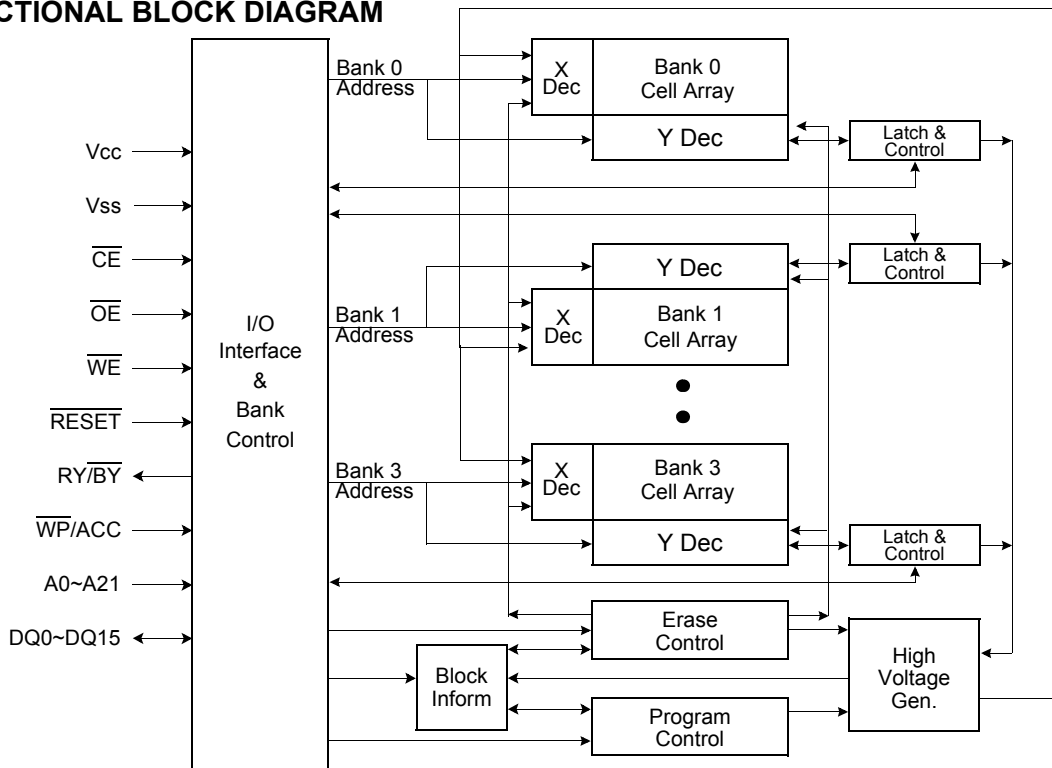 CTIONAL BLOCK DIAGRAM
Vcc
Vss
CE
OE
WE
RESET
RY/BY
WP/ACC
A0~A21
DQ0~DQ15
I/O
Interface
&
Bank
Control
Bank 0
Address
X
Dec
Bank 0
Cell Array
Y Dec
Latch &
Control
Y Dec
Latch &
Control
Bank 1
Address
X
Dec
Bank 1
Cell Array
Bank 3
Address
X
Dec
Bank 3
Cell Array
Y Dec
Latch &
Control
Erase
Control
Block
Inform
High
Voltage
Gen.
Program
Control